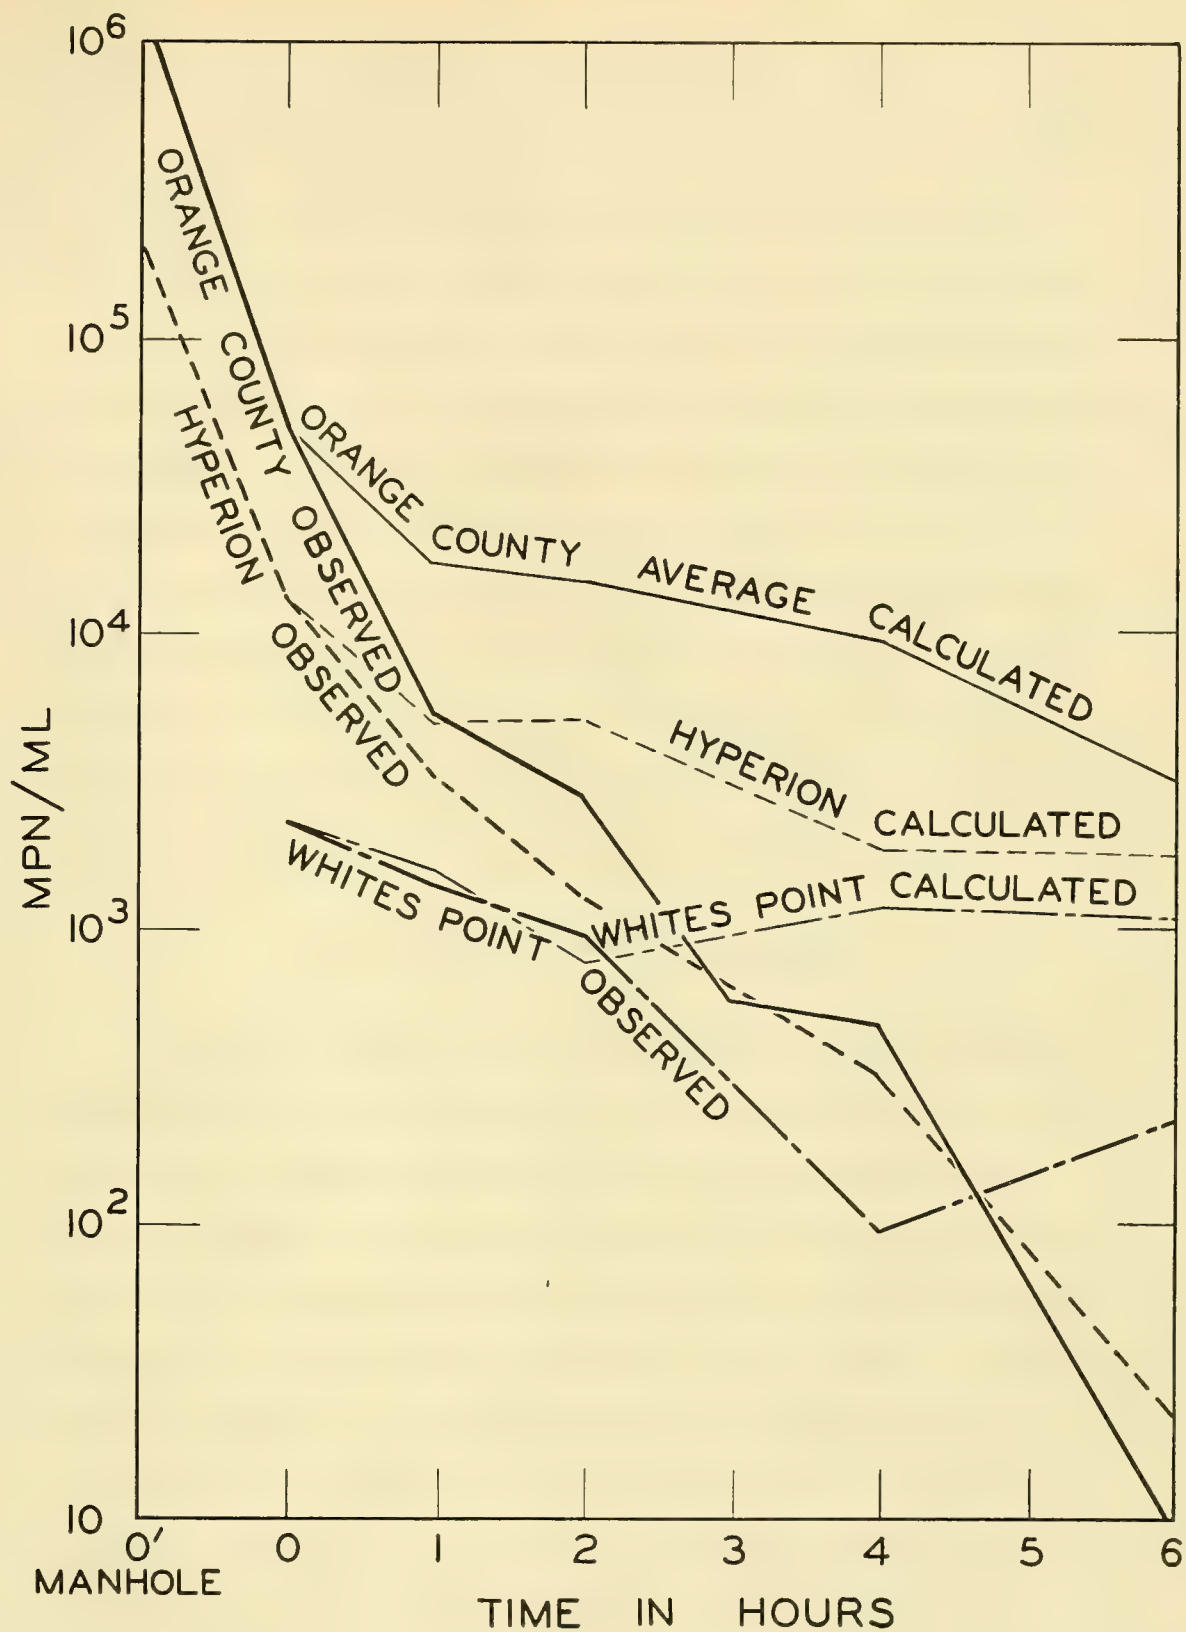 10⁶
10⁵
10⁴
10³
10²
10
MPN/ML
ORANGE COUNTY OBSERVED
HYPERION OBSERVED
ORANGE COUNTY AVERAGE CALCULATED
HYPERION CALCULATED
WHITES POINT CALCULATED
WHITES POINT OBSERVED
0' 0 1 2 3 4 5 6
MANHOLE
TIME IN HOURS